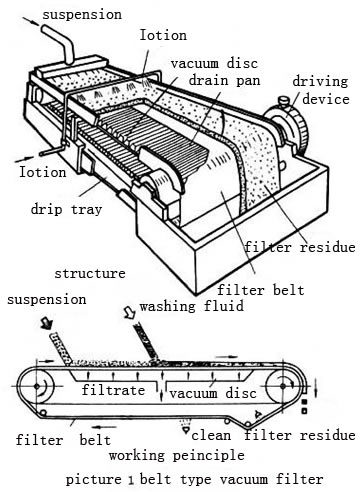 suspension
Iotion
vacuum disc
drain pan
driving
device
Iotion
drip tray
filter residue
filter belt
structure
suspension
washing fluid
filtrate
vacuum disc
filter belt
clean
filter residue
working peinciple
picture 1 belt type vacuum filter